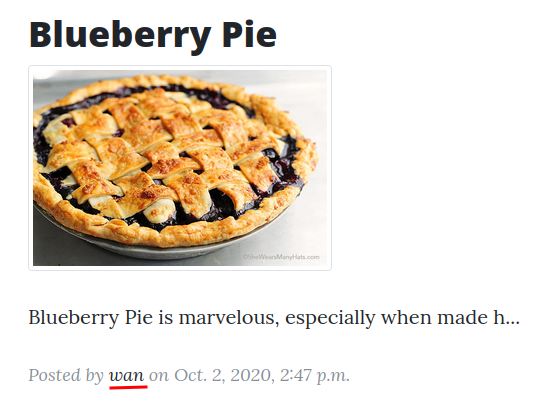 Blueberry Pie
©SheWearsManyHats.com
Blueberry Pie is marvelous, especially when made h...
Posted by wan on Oct. 2, 2020, 2:47 p.m.